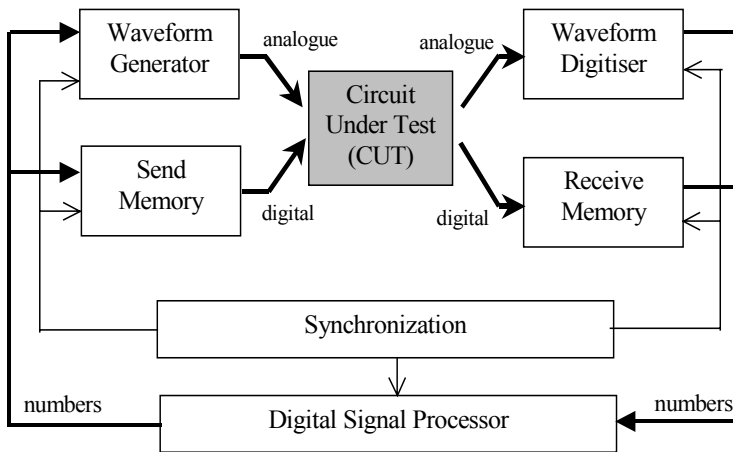 Waveform
Generator
analogue
Circuit
Under Test
(CUT)
analogue
Waveform
Digitiser
Send
Memory
digital
digital
Receive
Memory
Synchronization
numbers
Digital Signal Processor
numbers